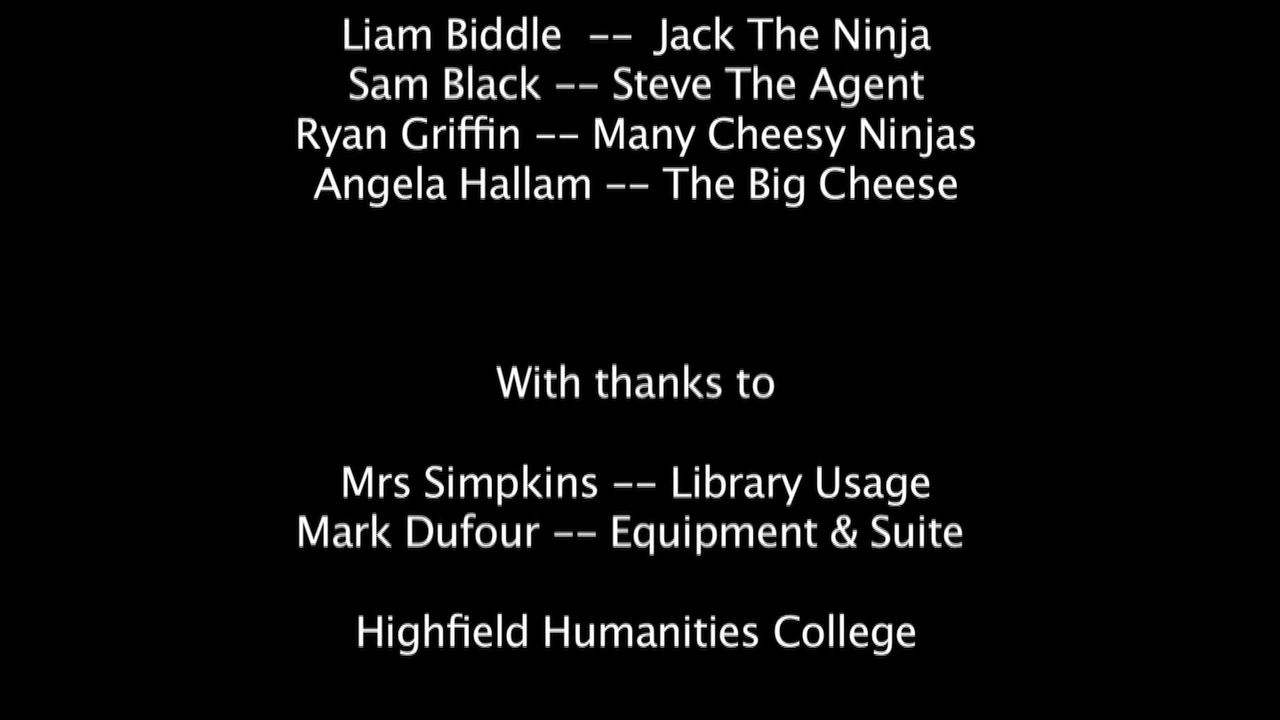 Liam Biddle -- Jack The Ninja
Sam Black -- Steve The Agent
Ryan Griffin -- Many Cheesy Ninjas
Angela Hallam -- The Big Cheese
With thanks to
Mrs Simpkins -- Library Usage
Mark Dufour -- Equipment & Suite
Highfield Humanities College